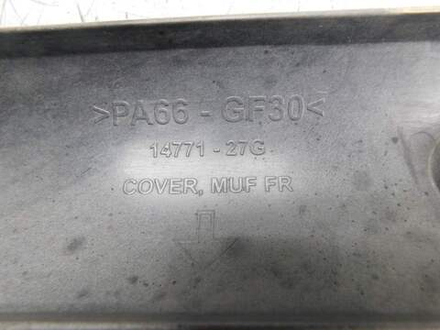 >PA66 - GF30<
14771 - 27G
COVER, MUF FR